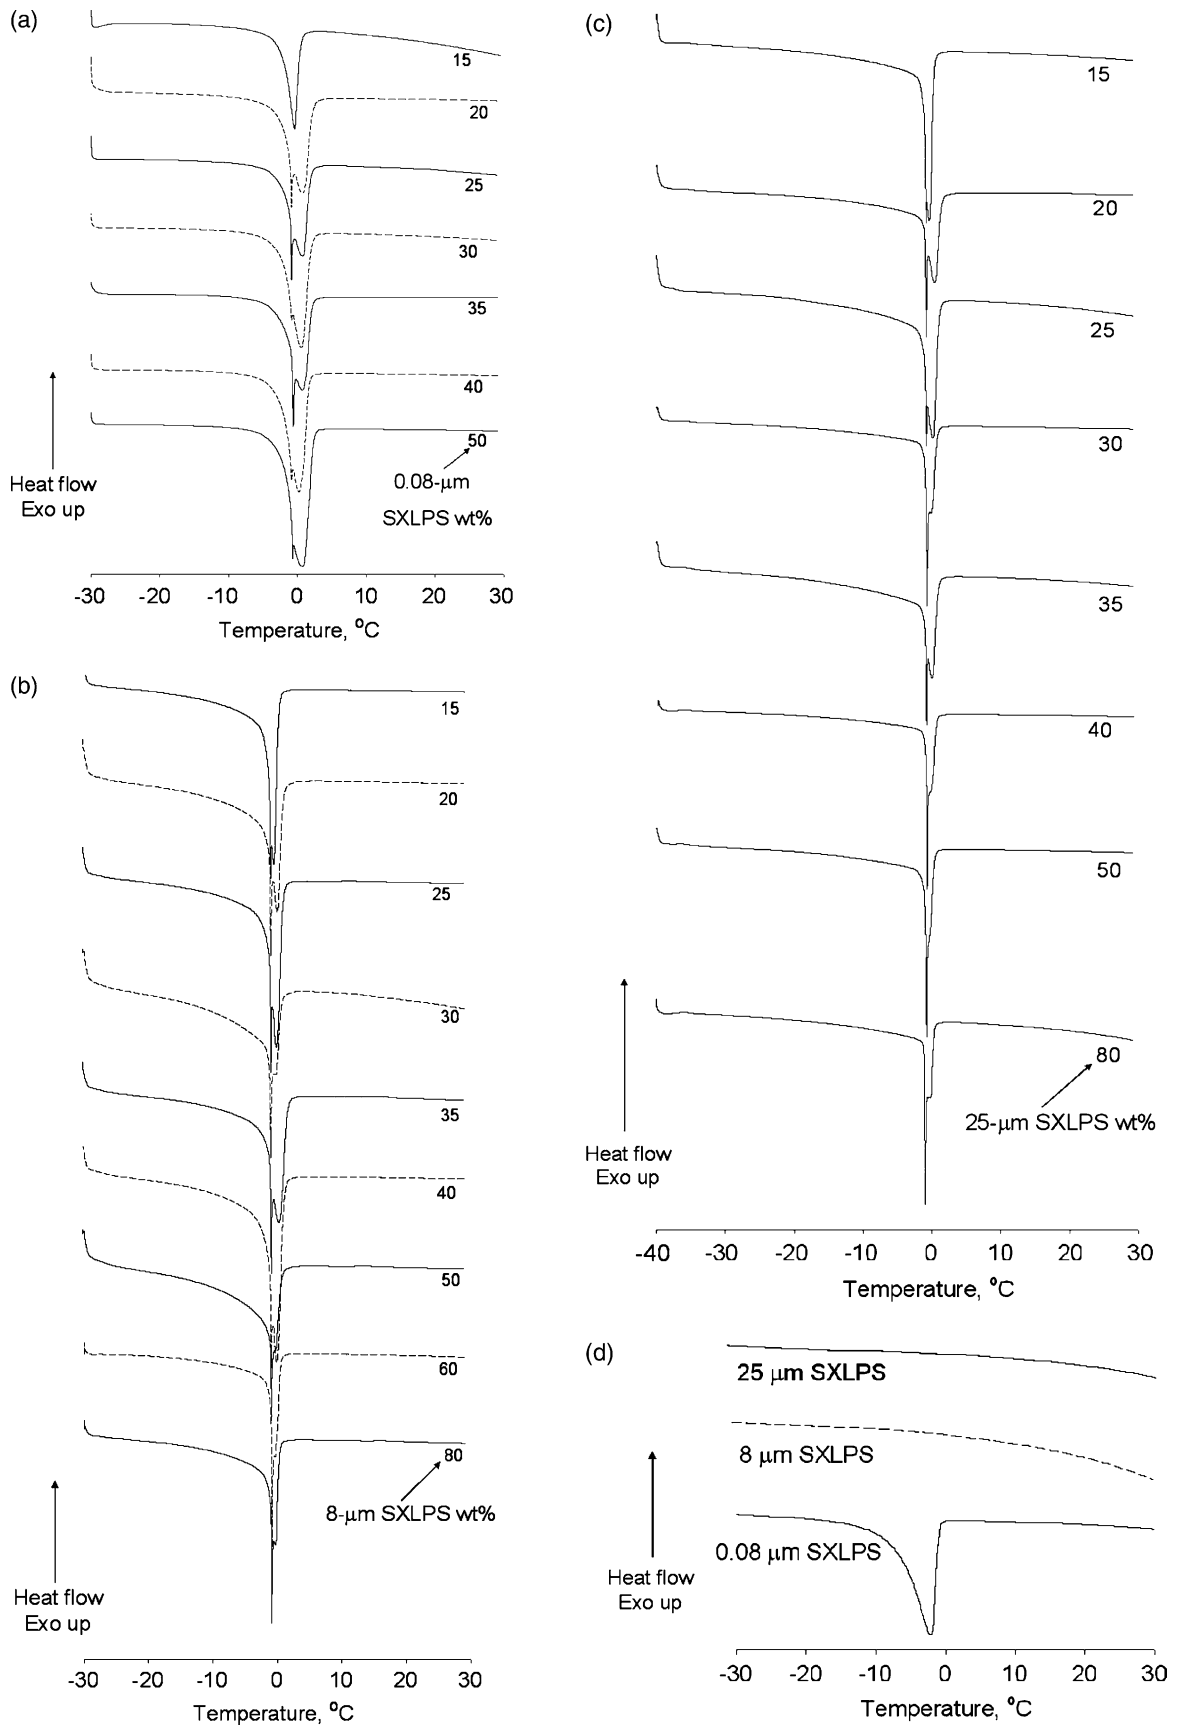 (a)
15
20
25
30
35
40
50
0.08-μm
SXLPS wt%
Heat flow
Exo up
-30 -20 -10 0 10 20 30
Temperature, °C
(b)
15
20
25
30
35
40
50
60
80
8-μm SXLPS wt%
Heat flow
Exo up
-30 -20 -10 0 10 20 30
Temperature, °C
(c)
15
20
25
30
35
40
50
80
25-μm SXLPS wt%
Heat flow
Exo up
-40 -30 -20 -10 0 10 20 30
Temperature, °C
(d)
25 μm SXLPS
8 μm SXLPS
0.08 μm SXLPS
Heat flow
Exo up
-30 -20 -10 0 10 20 30
Temperature, °C